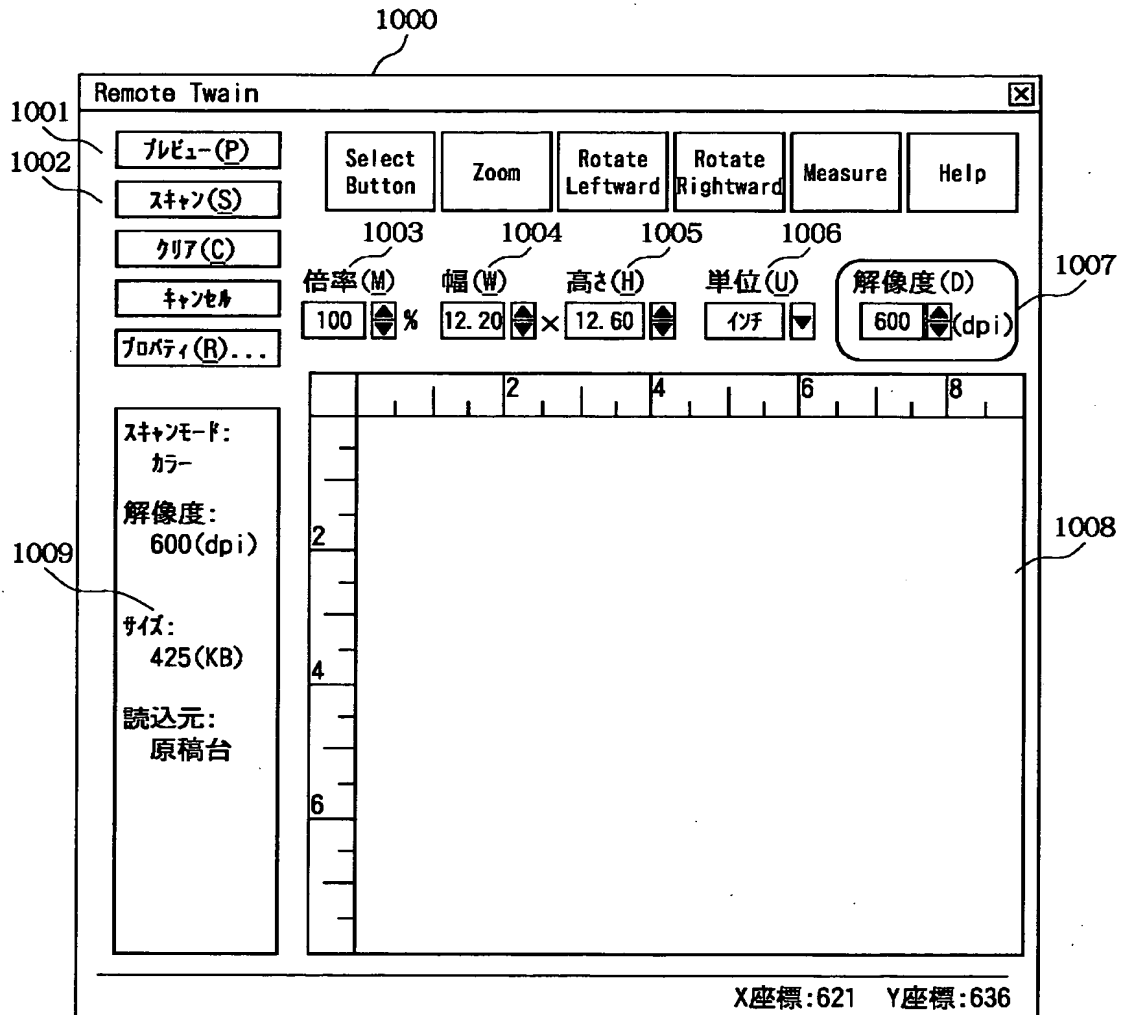 1000
Remote Twain
1001
プレビュー(P)
1002
スキャン(S)
クリア(C)
キャンセル
プロパティ(R)...
Select Button
Zoom
Rotate Leftward
Rotate Rightward
Measure
Help
1003
1004
1005
1006
1007
倍率(M)
幅(W)
高さ(H)
単位(U)
解像度(D)
100
%
12.20
×
12.60
インチ
600
(dpi)
2
4
6
8
2
4
6
1008
スキャンモード:
カラー
解像度:
600(dpi)
1009
サイズ:
425(KB)
読込元:
原稿台
X座標:621
Y座標:636